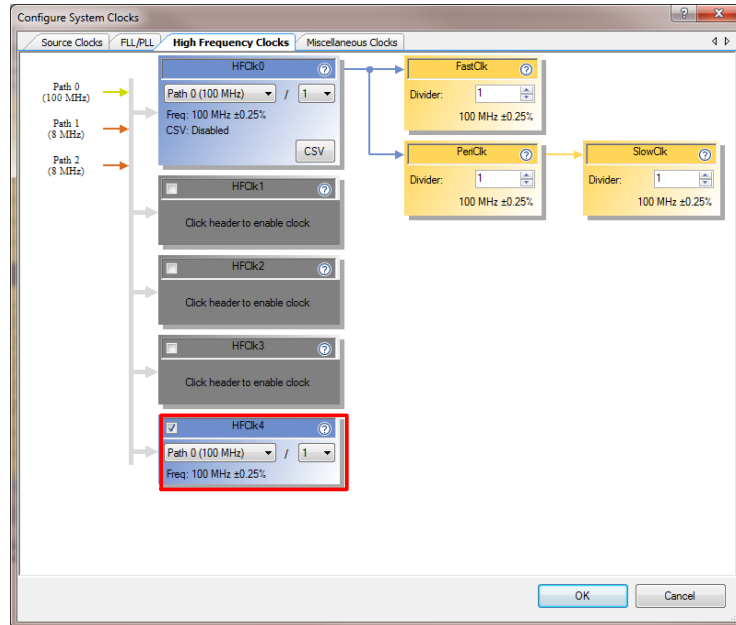 Configure System Clocks
Source Clocks FLL/PLL High Frequency Clocks Miscellaneous Clocks
Path 0
(100 MHz)
Path 1
(8 MHz)
Path 2
(8 MHz)
HFClk0
Path 0 (100 MHz) / 1
Freq: 100 MHz ±0.25%
CSV: Disabled
CSV
FastClk
Divider: 1
100 MHz ±0.25%
PeriClk
Divider: 1
100 MHz ±0.25%
SlowClk
Divider: 1
100 MHz ±0.25%
HFClk1
Click header to enable clock
HFClk2
Click header to enable clock
HFClk3
Click header to enable clock
HFClk4
Path 0 (100 MHz) / 1
Freq: 100 MHz ±0.25%
OK Cancel